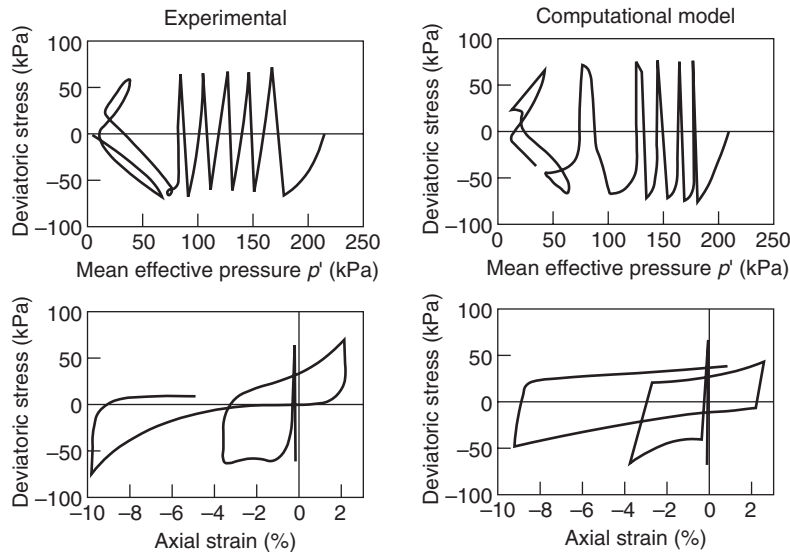 Experimental
Computational model
Deviatoric stress (kPa)
100
50
0
−50
−100
0 50 100 150 200 250
Mean effective pressure p' (kPa)
Deviatoric stress (kPa)
100
50
0
−50
−100
0 50 100 150 200 250
Mean effective pressure p' (kPa)
Deviatoric stress (kPa)
100
50
0
−50
−100
−10 −8 −6 −4 −2 0 2
Axial strain (%)
Deviatoric stress (kPa)
100
50
0
−50
−100
−10 −8 −6 −4 −2 0 2
Axial strain (%)